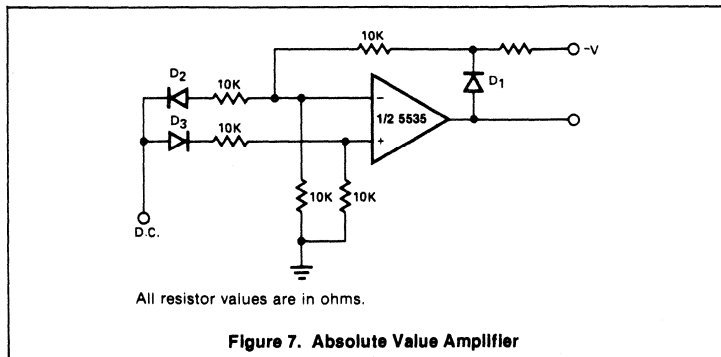 10K
-V
D2
10K
D1
D3
10K
−
1/2 5535
+
10K
10K
D.C.
All resistor values are in ohms.
Figure 7. Absolute Value Amplifier